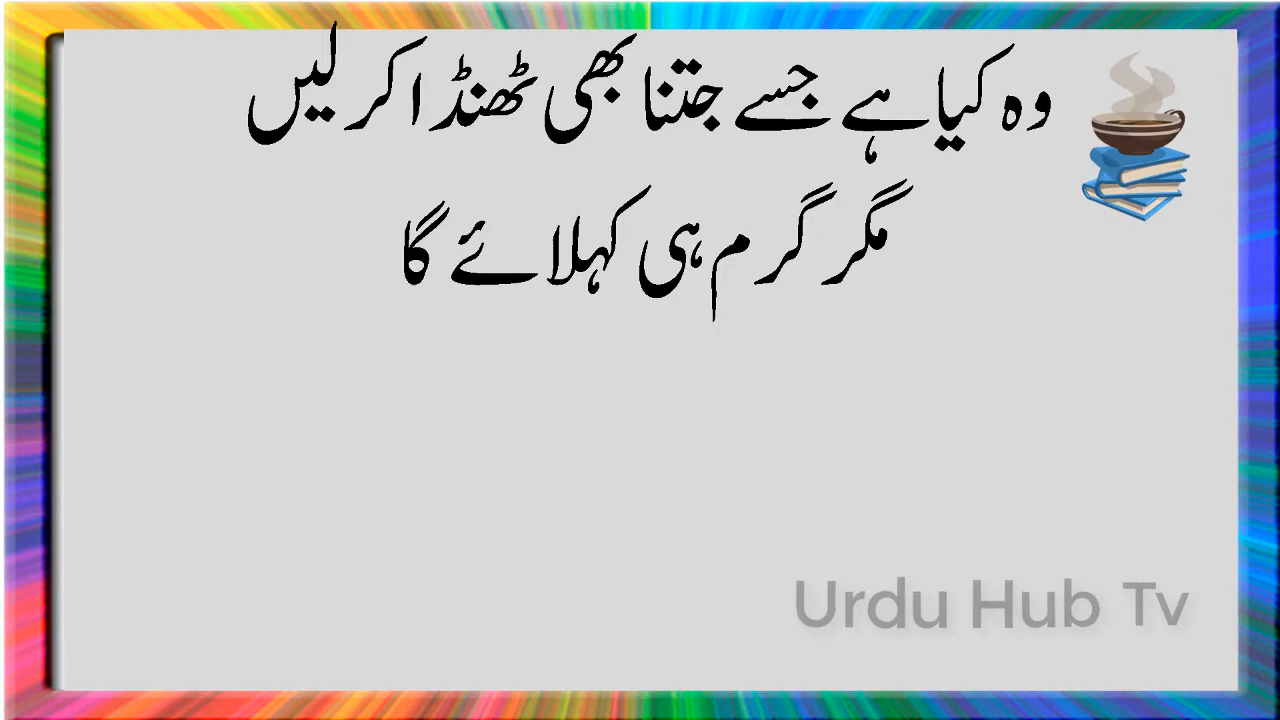 وہ کیا ہے جسے جتنا بھی ٹھنڈا کر لیں
مگر گرم ہی کہلائے گا
Urdu Hub Tv